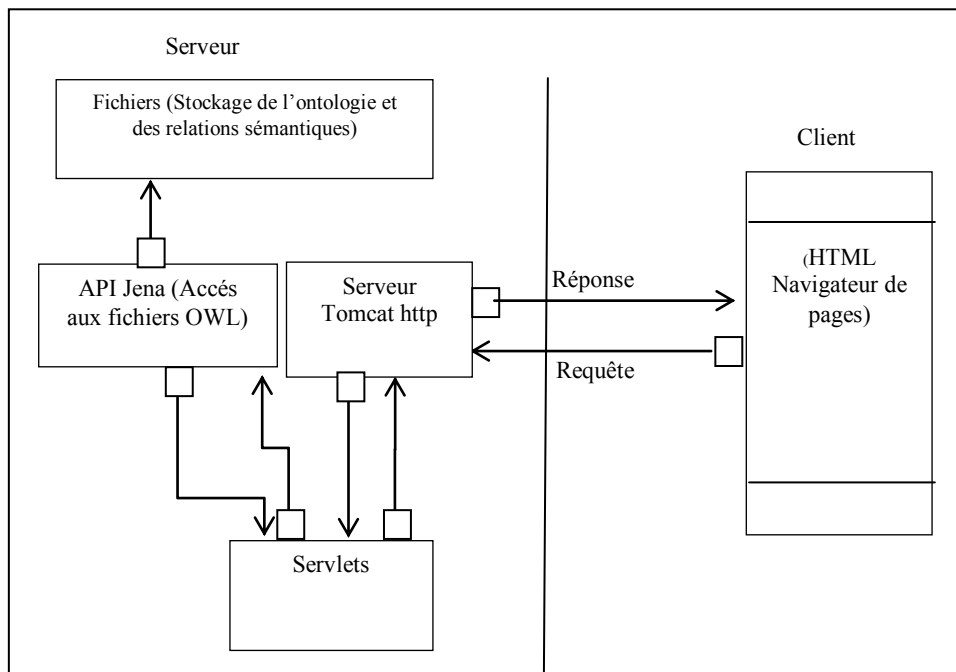 Serveur
Fichiers (Stockage de l’ontologie et
des relations sémantiques)
Client
API Jena (Accés
aux fichiers OWL)
Serveur
Tomcat http
Réponse
Requête
(HTML
Navigateur de
pages)
Servlets